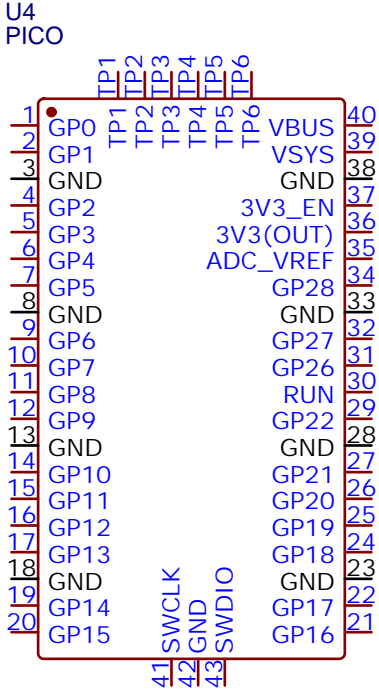 U4
PICO
TP1 TP2 TP3 TP4 TP5 TP6
TP1 TP2 TP3 TP4 TP5 TP6
1 GP0 VBUS 40
2 GP1 VSYS 39
3 GND GND 38
4 GP2 3V3_EN 37
5 GP3 3V3(OUT) 36
6 GP4 ADC_VREF 35
7 GP5 GP28 34
8 GND GND 33
9 GP6 GP27 32
10 GP7 GP26 31
11 GP8 RUN 30
12 GP9 GP22 29
13 GND GND 28
14 GP10 GP21 27
15 GP11 GP20 26
16 GP12 GP19 25
17 GP13 GP18 24
18 GND GND 23
19 GP14 GP17 22
20 GP15 GP16 21
SWCLK GND SWDIO
41 42 43